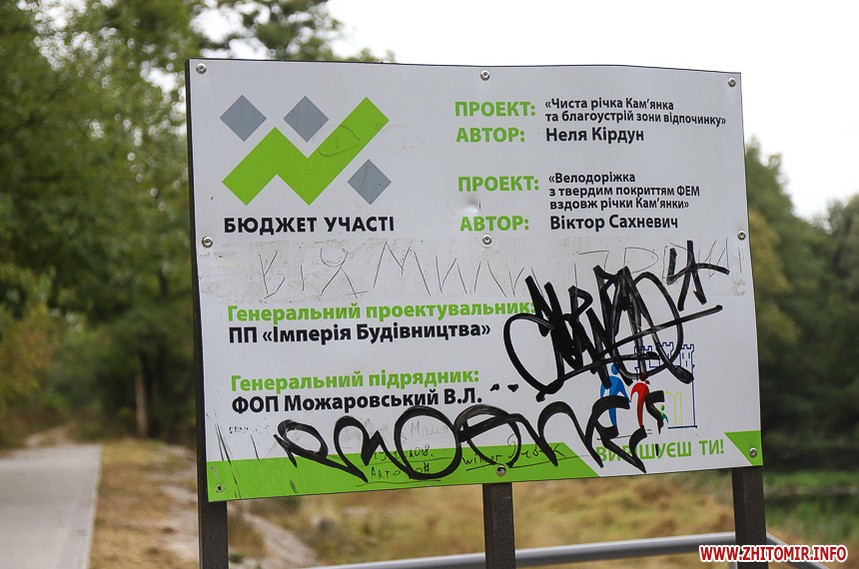 ПРОЕКТ: «Чиста річка Кам'янка
та благоустрій зони відпочинку»
АВТОР: Неля Кірдун
ПРОЕКТ: «Велодоріжка
з твердим покриттям ФЕМ
вздовж річки Кам'янки»
АВТОР: Віктор Сахневич
БЮДЖЕТ УЧАСТІ
Генеральний проектувальник:
ПП «Імперія Будівництва»
Генеральний підрядник:
ФОП Можаровський В.Л.
ТИ!
WWW.ZHITOMIR.INFO